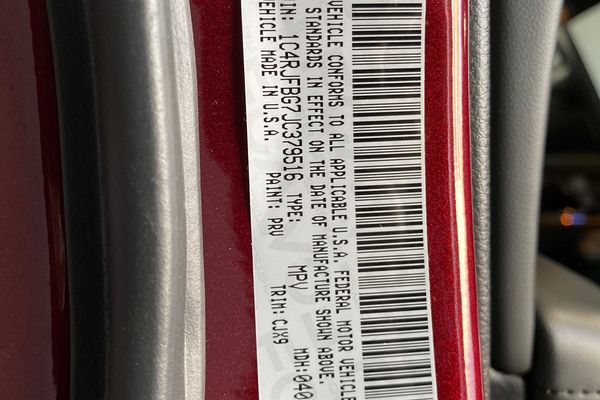 VEHICLE CONFORMS TO ALL APPLICABLE U.S.A. FEDERAL MOTOR VEHICLE
STANDARDS IN EFFECT ON THE DATE OF MANUFACTURE SHOWN ABOVE.
VIN: 1C4RJFBG7JC379516 TYPE: MPV MDH:040
VEHICLE MADE IN U.S.A. PAINT: PRV TRIM: CJX9